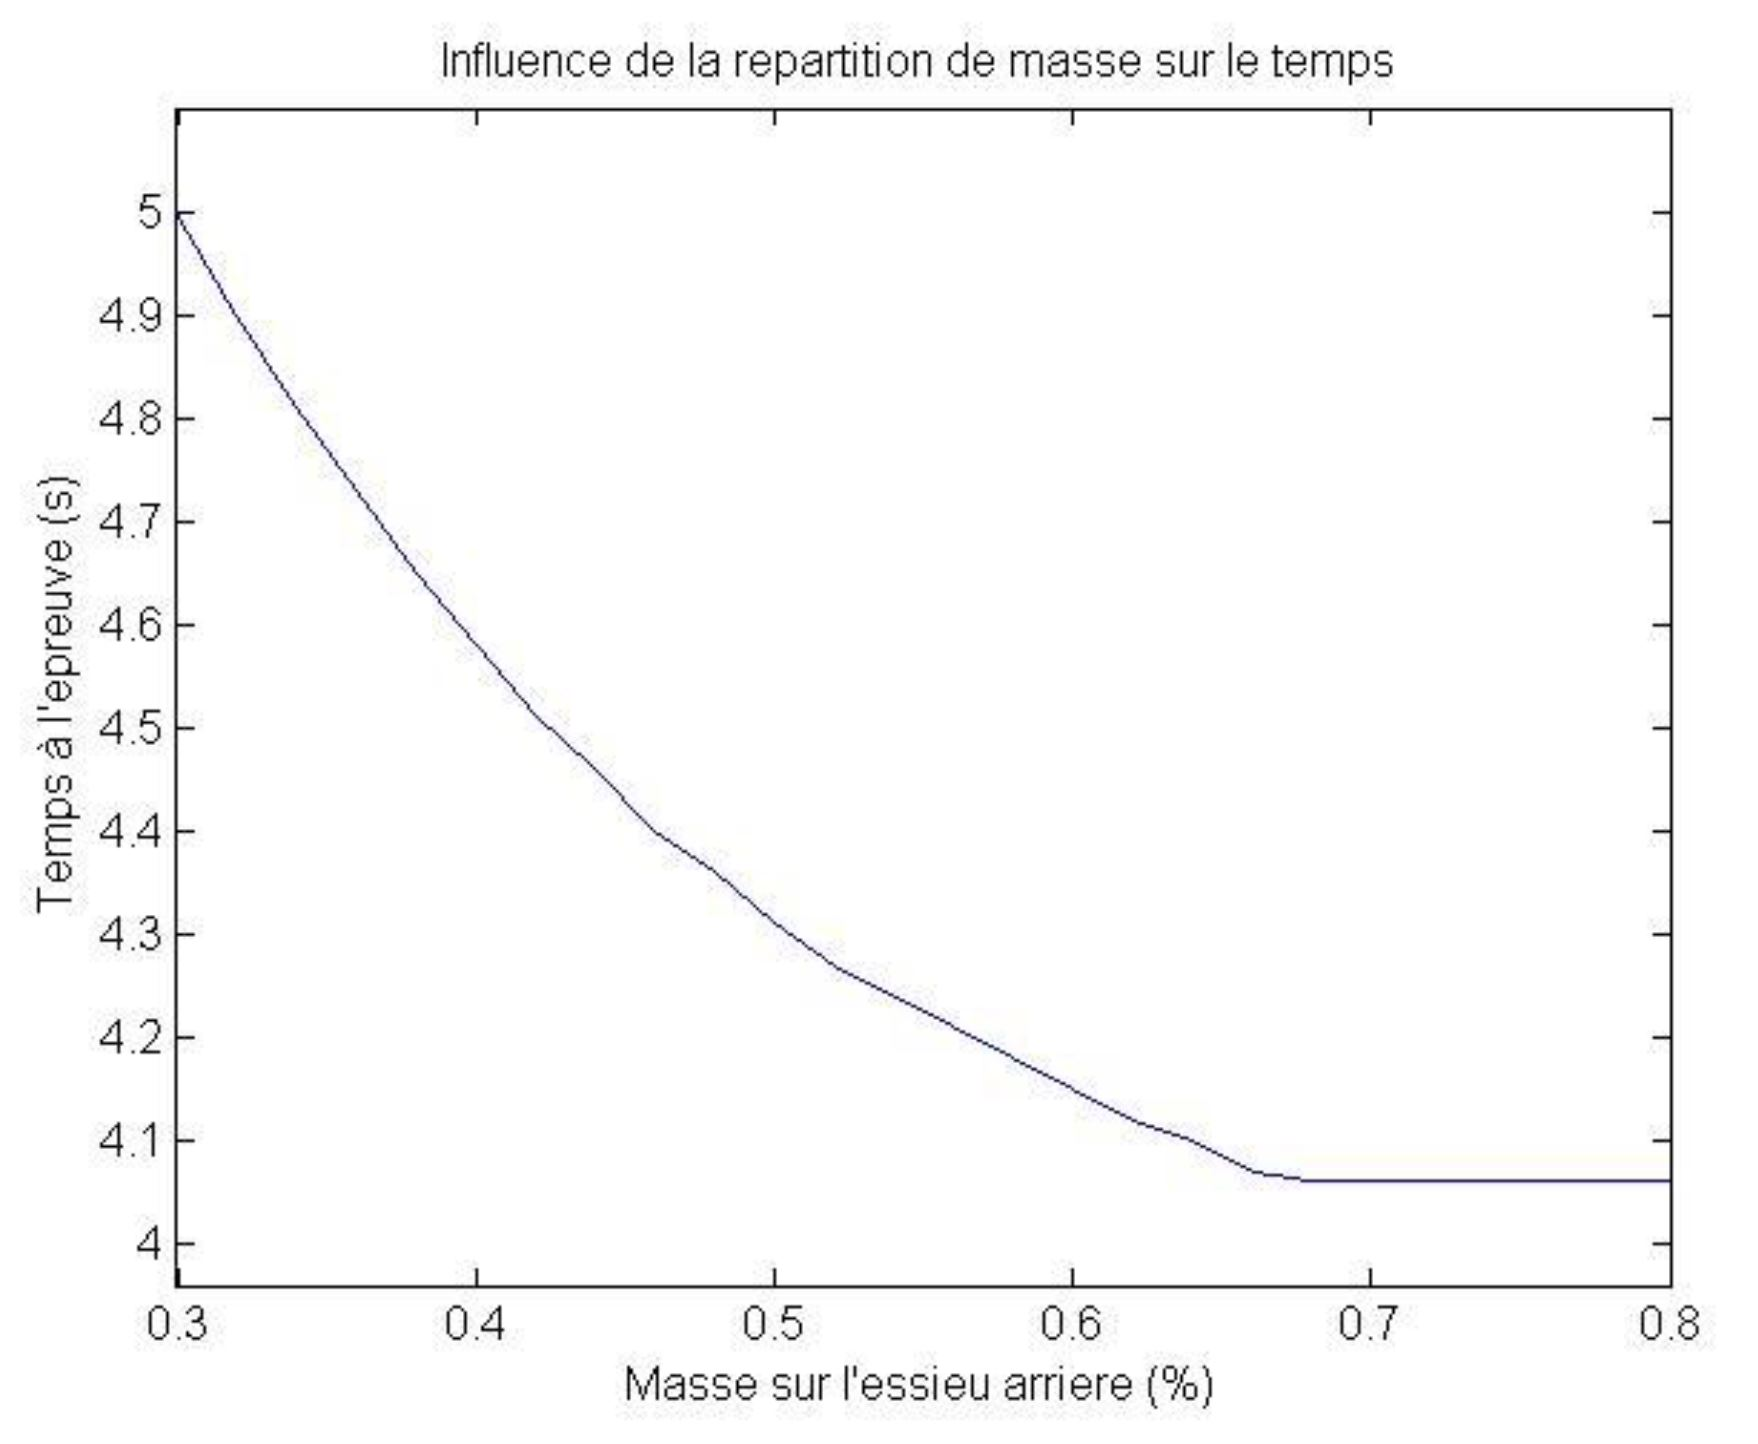 Influence de la repartition de masse sur le temps
Temps à l'epreuve (s)
5
4.9
4.8
4.7
4.6
4.5
4.4
4.3
4.2
4.1
4
0.3 0.4 0.5 0.6 0.7 0.8
Masse sur l'essieu arriere (%)